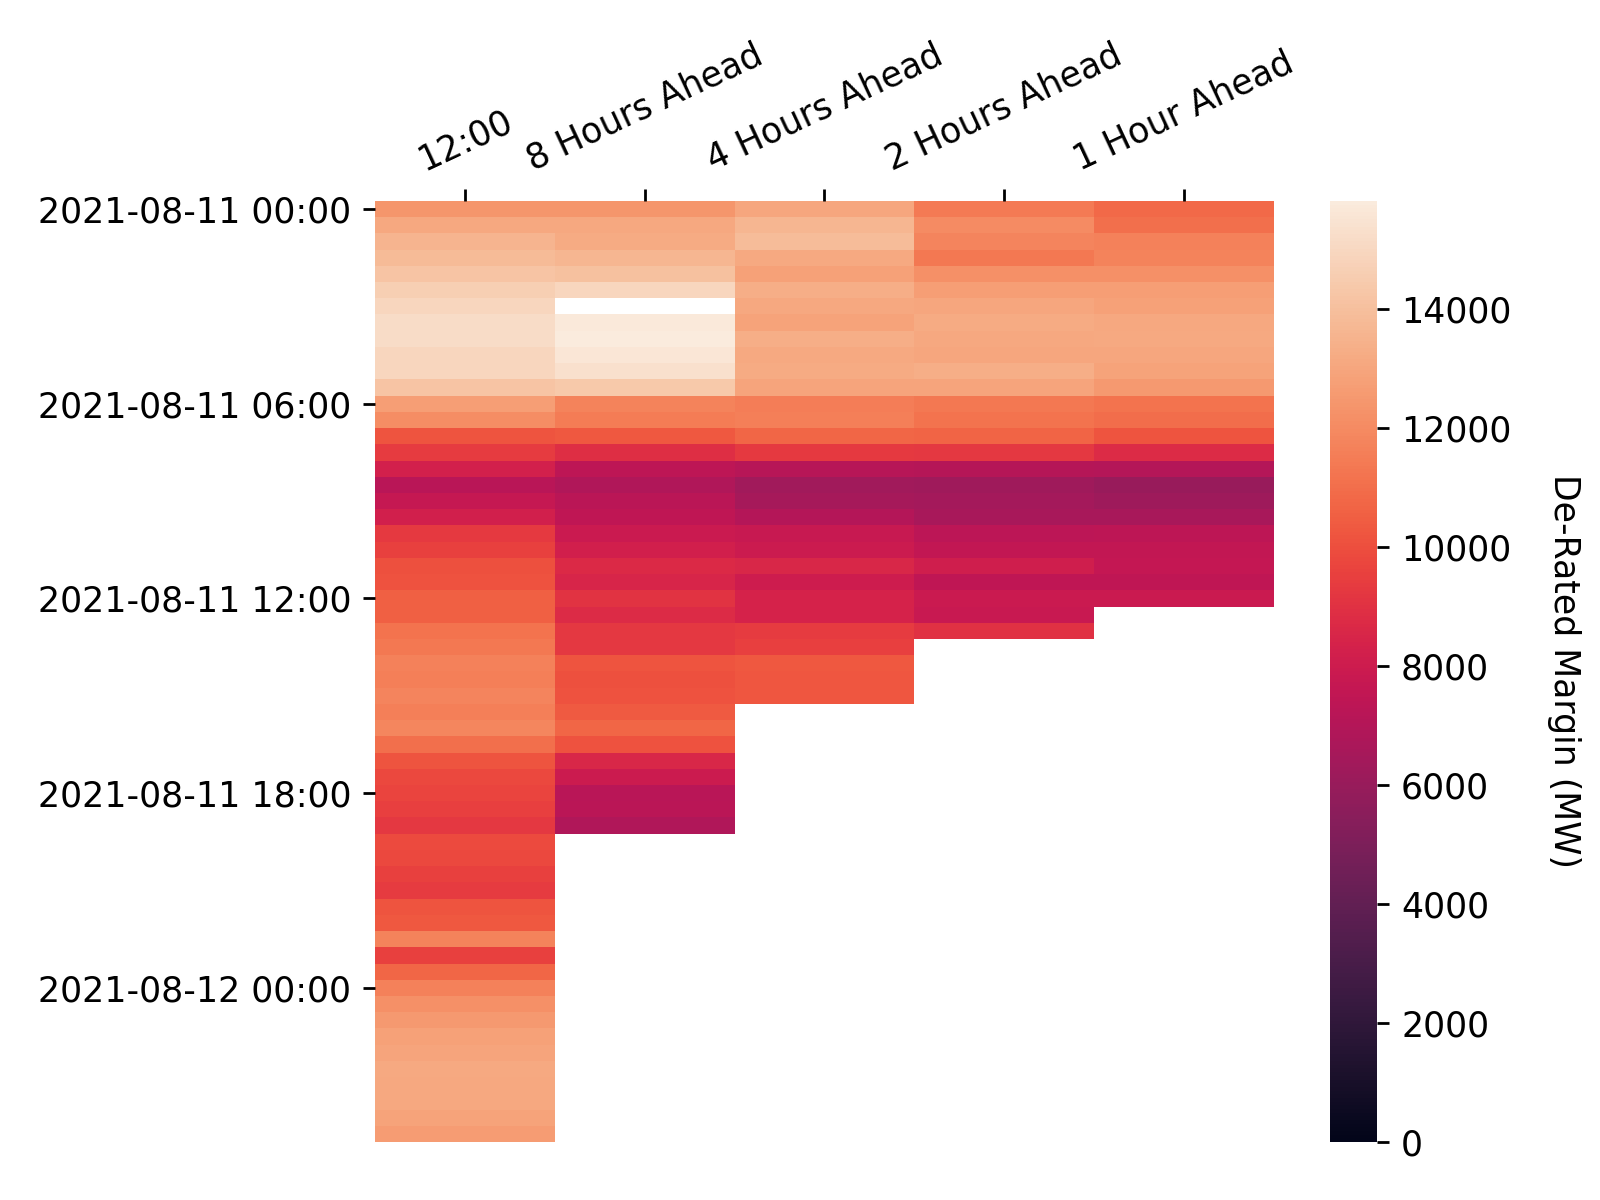 12:00
8 Hours Ahead
4 Hours Ahead
2 Hours Ahead
1 Hour Ahead
2021-08-11 00:00
2021-08-11 06:00
2021-08-11 12:00
2021-08-11 18:00
2021-08-12 00:00
14000
12000
10000
8000
6000
4000
2000
0
De-Rated Margin (MW)